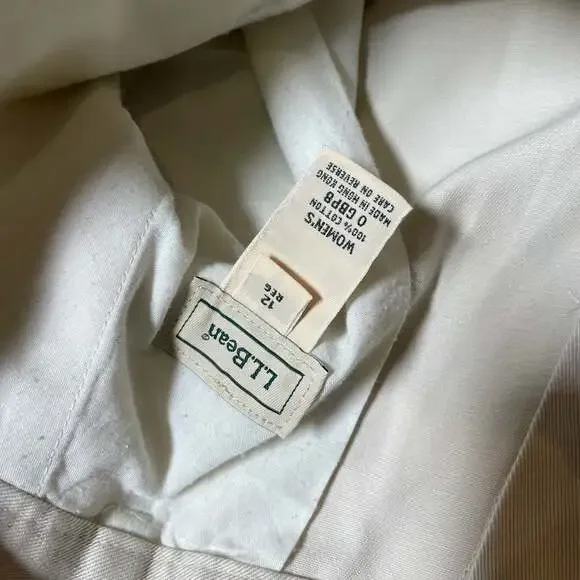 L.L.Bean®
12
REG
WOMEN'S
100% COTTON
0 GBP8
MADE IN HONG KONG
CARE ON REVERSE